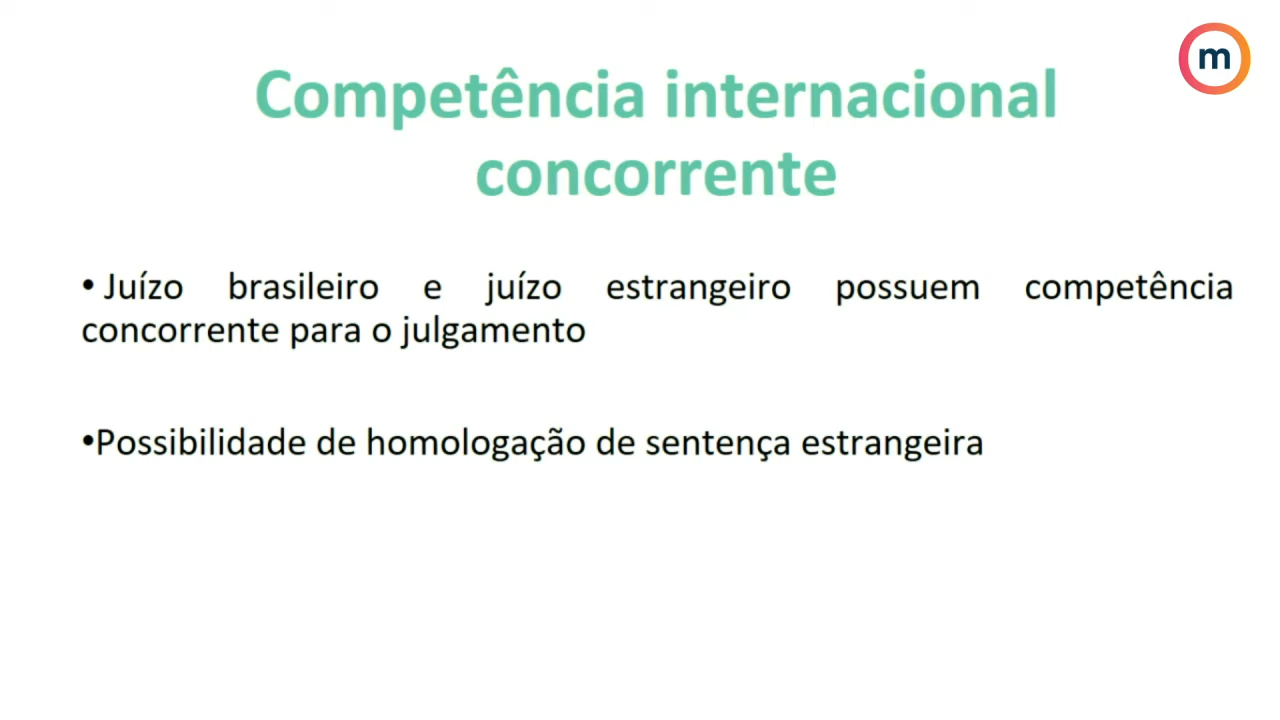 m
Competência internacional
concorrente
• Juízo brasileiro e juízo estrangeiro possuem competência
concorrente para o julgamento
•Possibilidade de homologação de sentença estrangeira